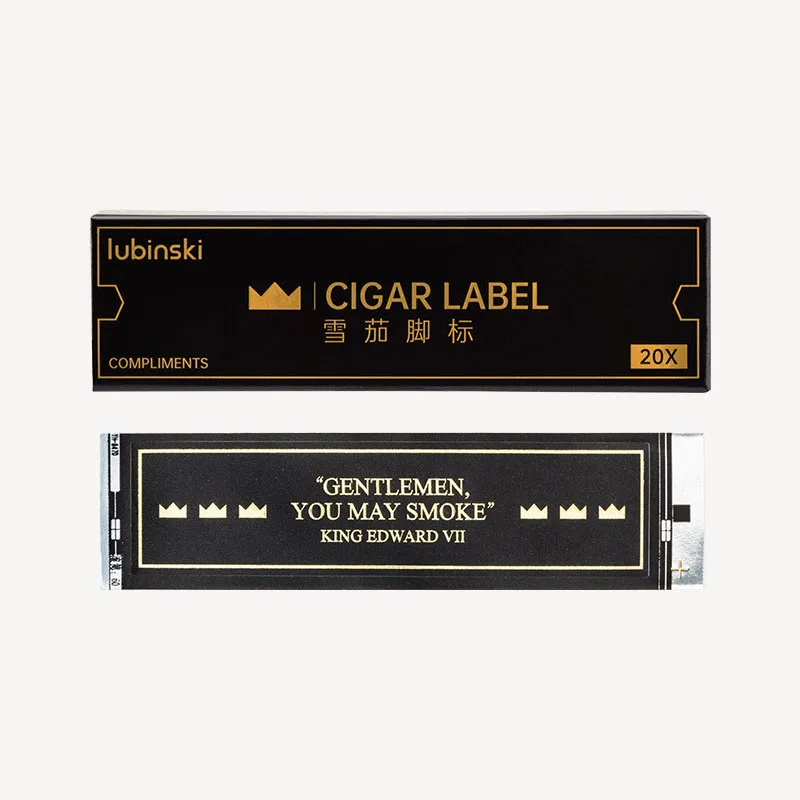 lubinski
CIGAR LABEL
雪茄脚标
COMPLIMENTS
20X
“GENTLEMEN,
YOU MAY SMOKE”
KING EDWARD VII